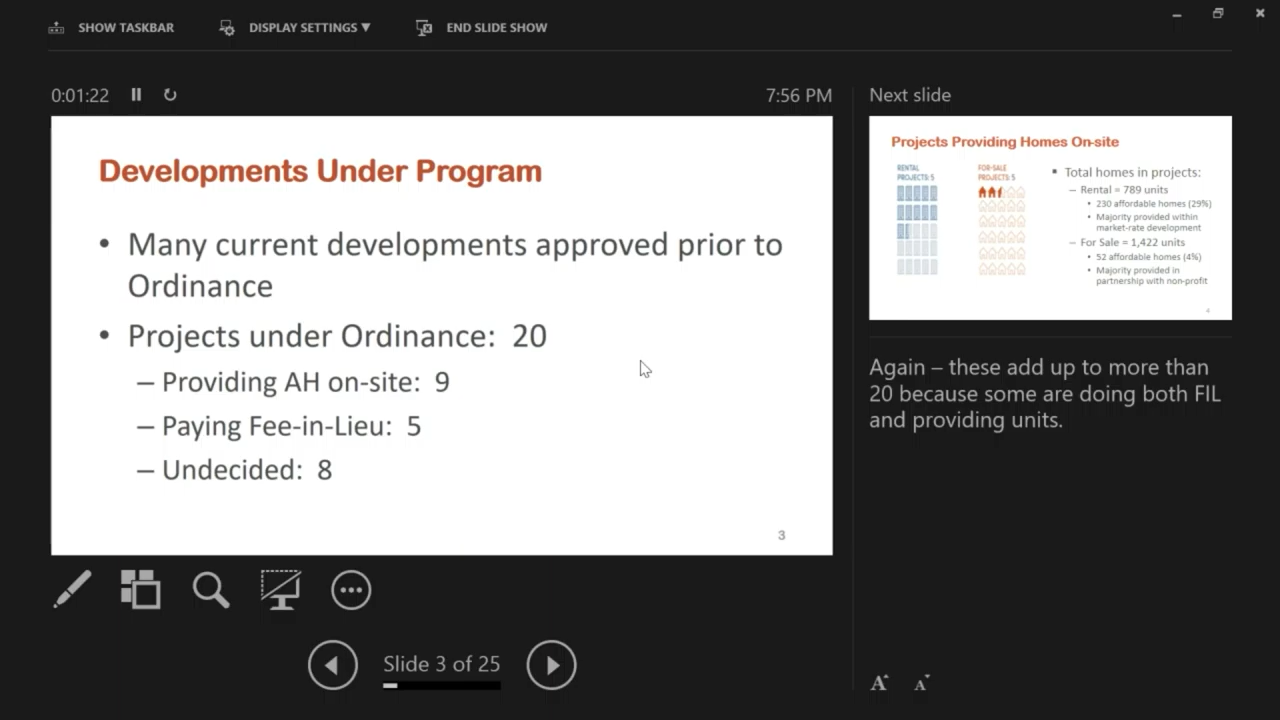 SHOW TASKBAR
DISPLAY SETTINGS ▼
END SLIDE SHOW
0:01:22
7:56 PM
Developments Under Program
• Many current developments approved prior to
Ordinance
• Projects under Ordinance: 20
– Providing AH on-site: 9
– Paying Fee-in-Lieu: 5
– Undecided: 8
3
Slide 3 of 25
Next slide
Projects Providing Homes On-site
RENTAL
PROJECTS: 5
FOR-SALE
PROJECTS: 5
▪ Total homes in projects:
– Rental = 789 units
• 230 affordable homes (29%)
• Majority provided within
market-rate development
– For Sale = 1,422 units
• 52 affordable homes (4%)
• Majority provided in
partnership with non-profit
4
Again – these add up to more than
20 because some are doing both FIL
and providing units.
A A